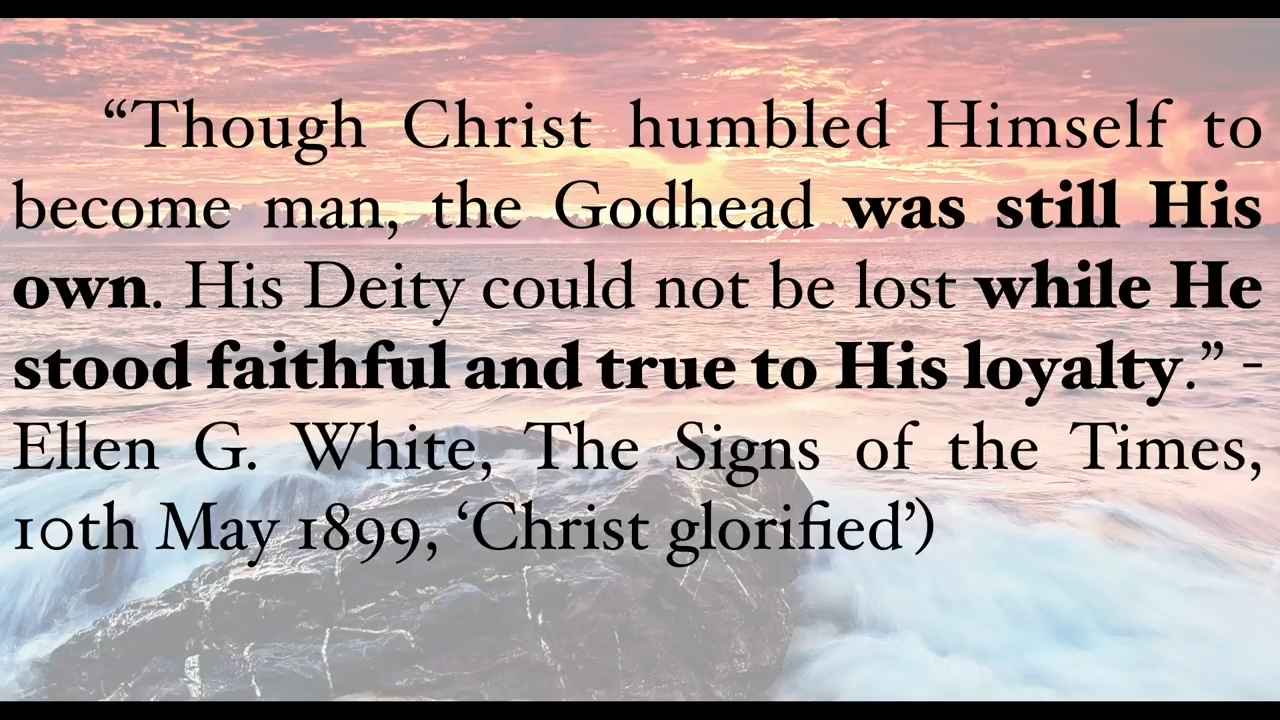 “Though Christ humbled Himself to
become man, the Godhead was still His
own. His Deity could not be lost while He
stood faithful and true to His loyalty.” -
Ellen G. White, The Signs of the Times,
10th May 1899, ‘Christ glorified’)